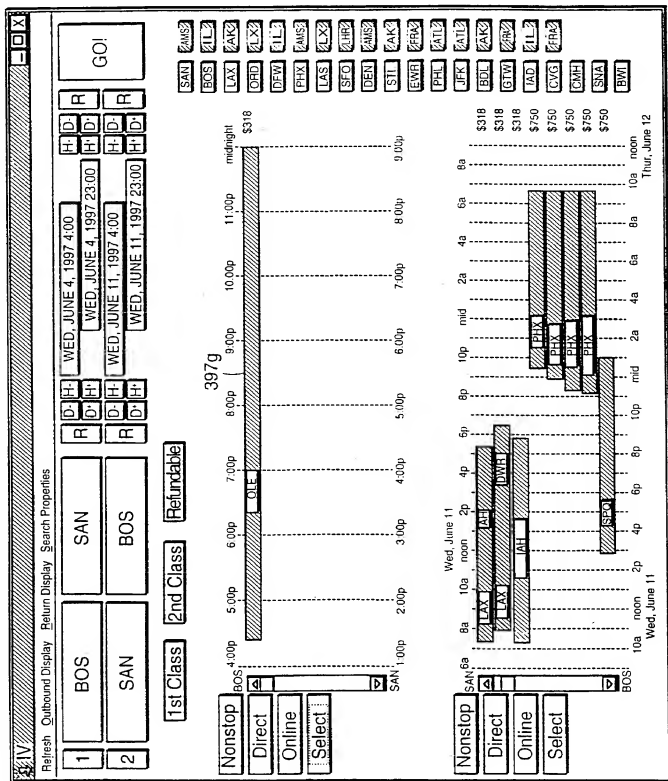 Refresh Outbound Display Return Display Search Properties
1 BOS SAN R D- H- WED, JUNE 4, 1997 4:00 H- D- R GO!
D+ H+ WED, JUNE 4, 1997 23:00 H+ D+
2 SAN BOS R D- H- WED, JUNE 11, 1997 4:00 H- D- R
D+ H+ WED, JUNE 11, 1997 23:00 H+ D+
1st Class 2nd Class Refundable
397g
Nonstop
Direct
Online
Select
BOS 4:00p 5:00p 6:00p 7:00p 8:00p 9:00p 10:00p 11:00p midnight
OLE $318
SAN 1:00p 2:00p 3:00p 4:00p 5:00p 6:00p 7:00p 8:00p 9:00p
Nonstop
Direct
Online
Select
Wed, June 11
SAN 6a 8a 10a noon 2p 4p 6p 8p 10p mid 2a 4a 6a 8a
LAX IAH $318
LAX DWR $318
IAH $318
PHX $750
PHX $750
PHX $750
PHX $750
SPQ $750
BOS 10a noon 2p 4p 6p 8p 10p mid 2a 4a 6a 8a 10a noon
Wed, June 11 Thur, June 12
SAN AMS
BOS
LAX AK
ORD LX
DFW
PHX AMS
LAS LX
SFO LHR
DEN AMS
STL AK
EWR FRA
PHL ATL
JFK ATL
BDL AK
GTW
IAD
CVG FRA
CMH
SNA
BWI